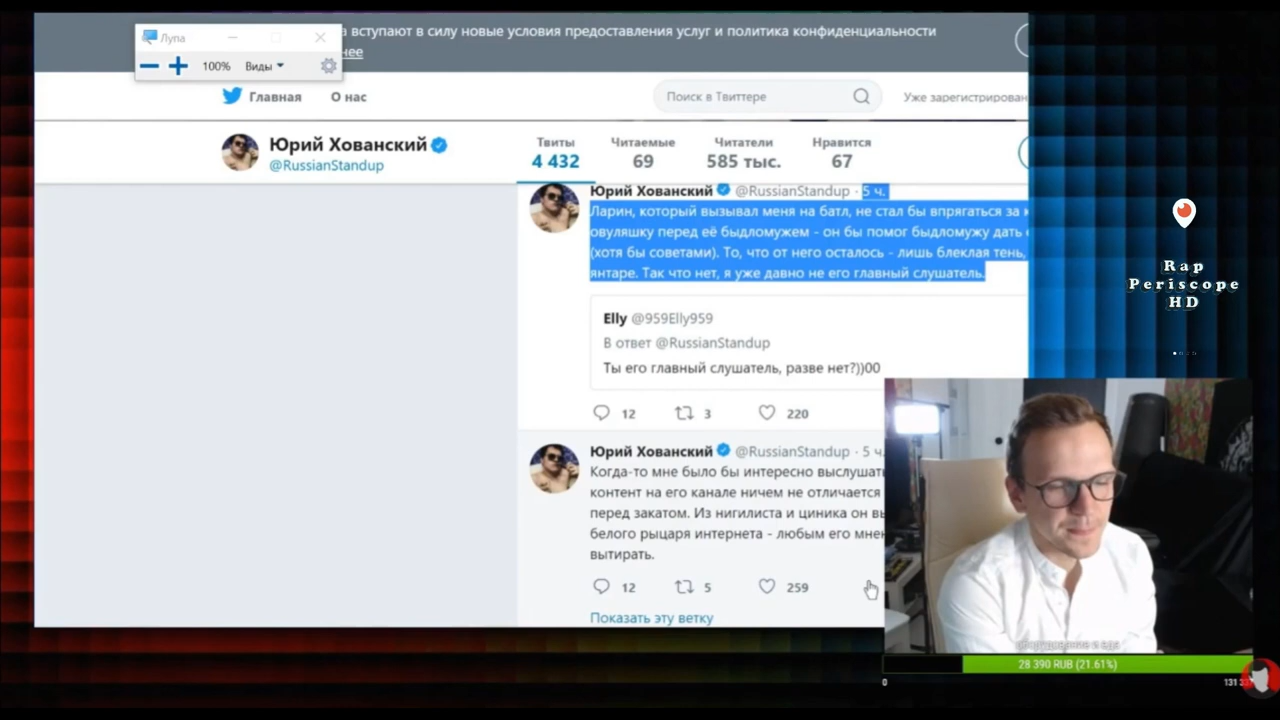 а вступают в силу новые условия предоставления услуг и политика конфиденциальности
нее
Лупа
100% Виды
Главная О нас
Поиск в Твиттере
Уже зарегистрирован
Юрий Хованский
@RussianStandup
Твиты Читаемые Читатели Нравится
4 432 69 585 тыс. 67
Юрий Хованский @RussianStandup · 5 ч.
Ларин, который вызывал меня на батл, не стал бы впрягаться за
овуляшку перед её быдломужем - он бы помог быдломужу дать
(хотя бы советами). То, что от него осталось - лишь блеклая тень,
янтаре. Так что нет, я уже давно не его главный слушатель.
Elly @959Elly959
В ответ @RussianStandup
Ты его главный слушатель, разве нет?))00
12 3 220
Юрий Хованский @RussianStandup · 5 ч.
Когда-то мне было бы интересно выслушать
контент на его канале ничем не отличается
перед закатом. Из нигилиста и циника он вы
белого рыцаря интернета - любым его мнен
вытирать.
12 5 259
Показать эту ветку
Rap
Periscope
HD
28 390 RUB (21.61%)
0